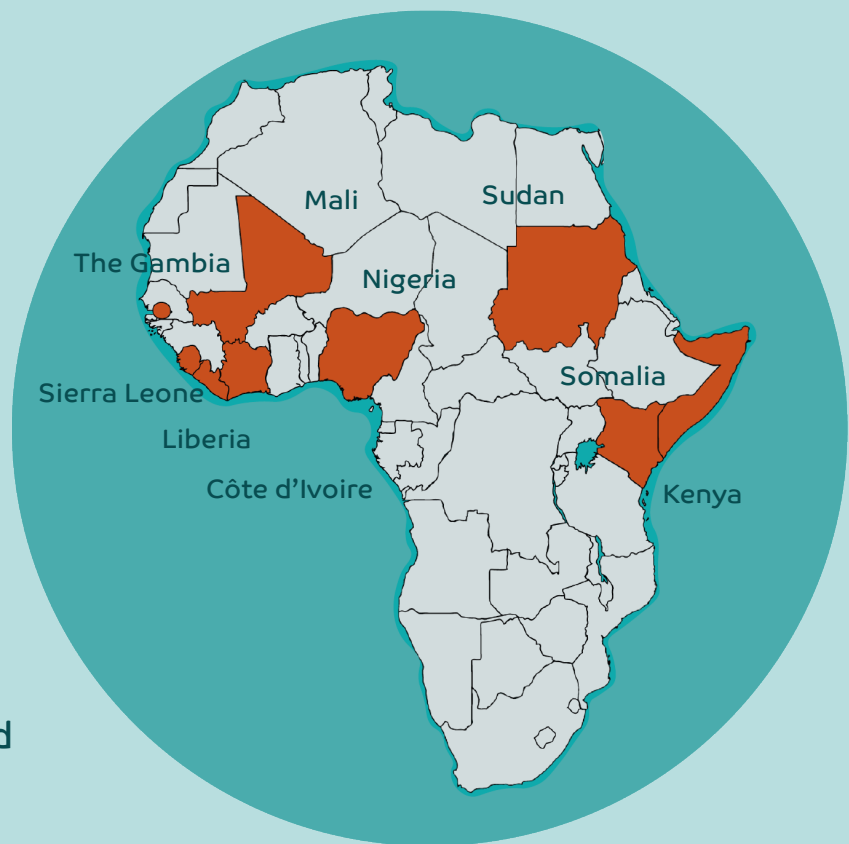 Mali
Sudan
The Gambia
Nigeria
Somalia
Sierra Leone
Liberia
Côte d’Ivoire
Kenya
d